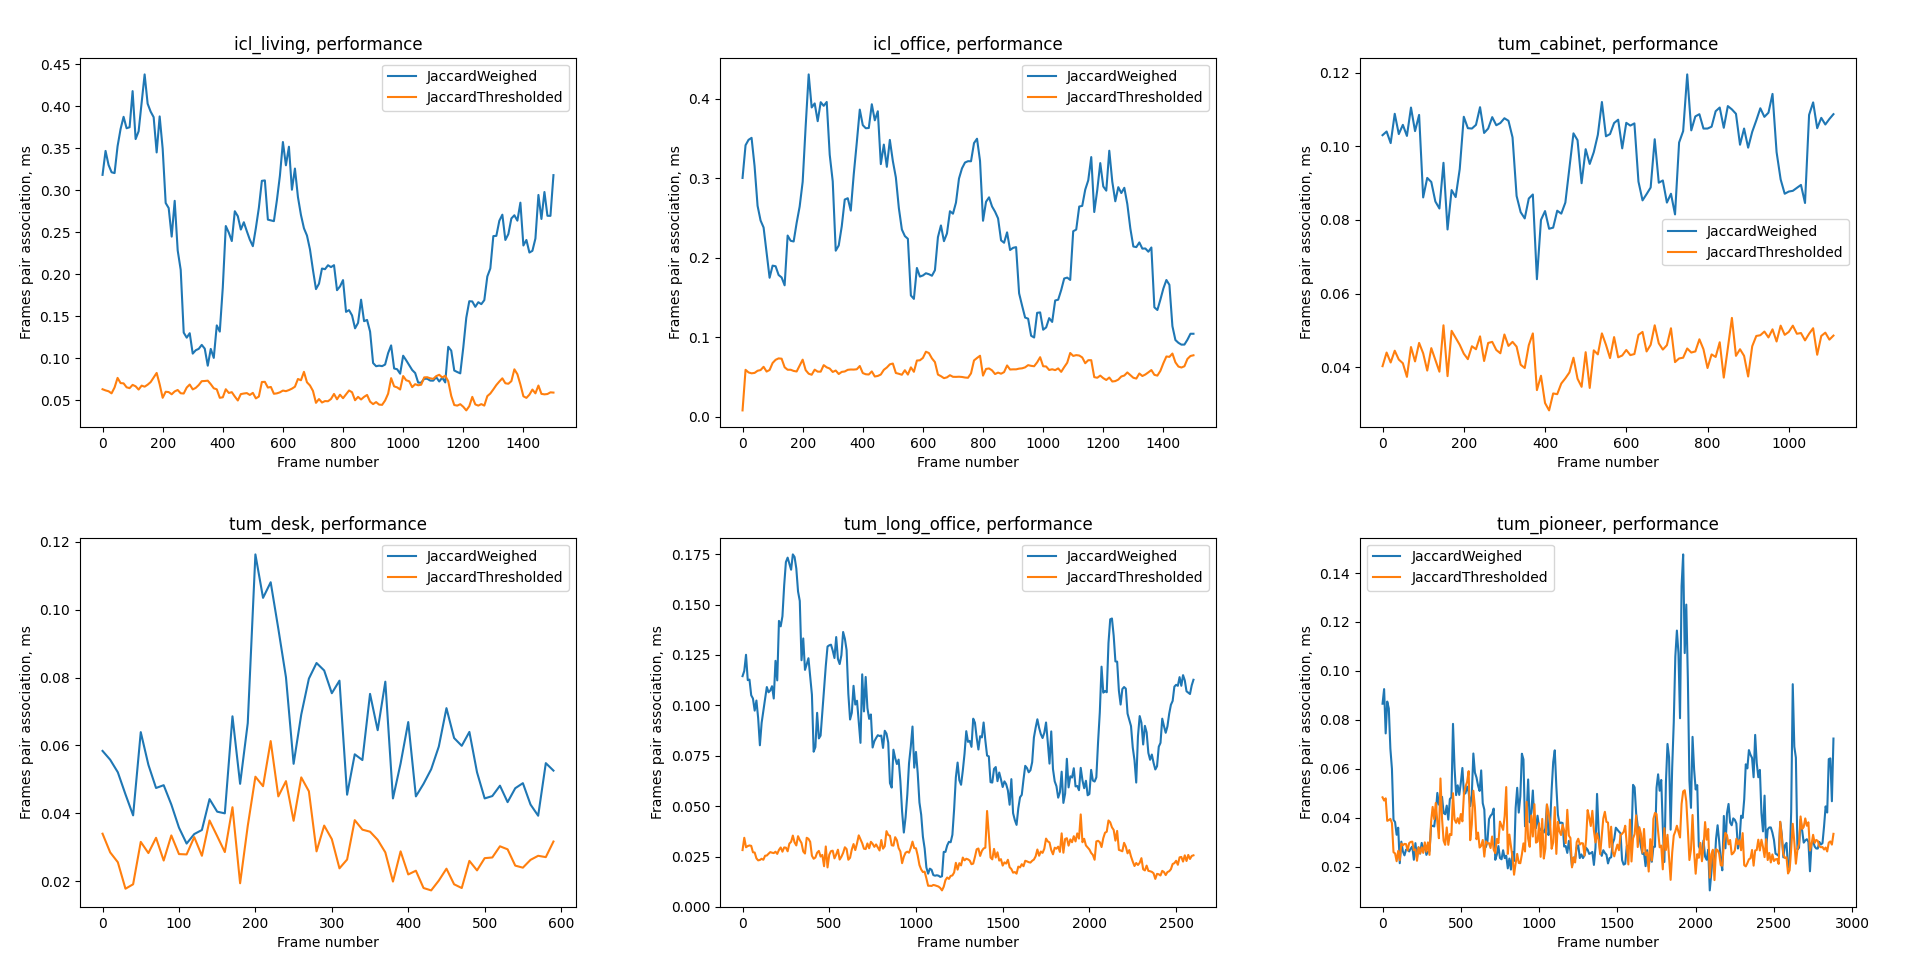 icl_living, performance
Frames pair association, ms
0.45
0.40
0.35
0.30
0.25
0.20
0.15
0.10
0.05
JaccardWeighed
JaccardThresholded
0 200 400 600 800 1000 1200 1400
Frame number
icl_office, performance
Frames pair association, ms
0.4
0.3
0.2
0.1
0.0
JaccardWeighed
JaccardThresholded
0 200 400 600 800 1000 1200 1400
Frame number
tum_cabinet, performance
Frames pair association, ms
0.12
0.10
0.08
0.06
0.04
JaccardWeighed
JaccardThresholded
0 200 400 600 800 1000
Frame number
tum_desk, performance
Frames pair association, ms
0.12
0.10
0.08
0.06
0.04
0.02
JaccardWeighed
JaccardThresholded
0 100 200 300 400 500 600
Frame number
tum_long_office, performance
Frames pair association, ms
0.175
0.150
0.125
0.100
0.075
0.050
0.025
0.000
JaccardWeighed
JaccardThresholded
0 500 1000 1500 2000 2500
Frame number
tum_pioneer, performance
Frames pair association, ms
0.14
0.12
0.10
0.08
0.06
0.04
0.02
JaccardWeighed
JaccardThresholded
0 500 1000 1500 2000 2500 3000
Frame number